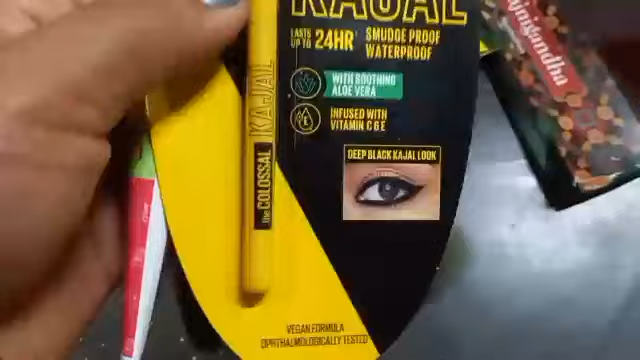 KAJAL
LASTS UP TO 24HR*
SMUDGE PROOF
WATERPROOF
WITH SOOTHING
ALOE VERA
INFUSED WITH
VITAMIN C & E
DEEP BLACK KAJAL LOOK
the COLOSSAL KAJAL
VEGAN FORMULA
OPHTHALMOLOGICALLY TESTED